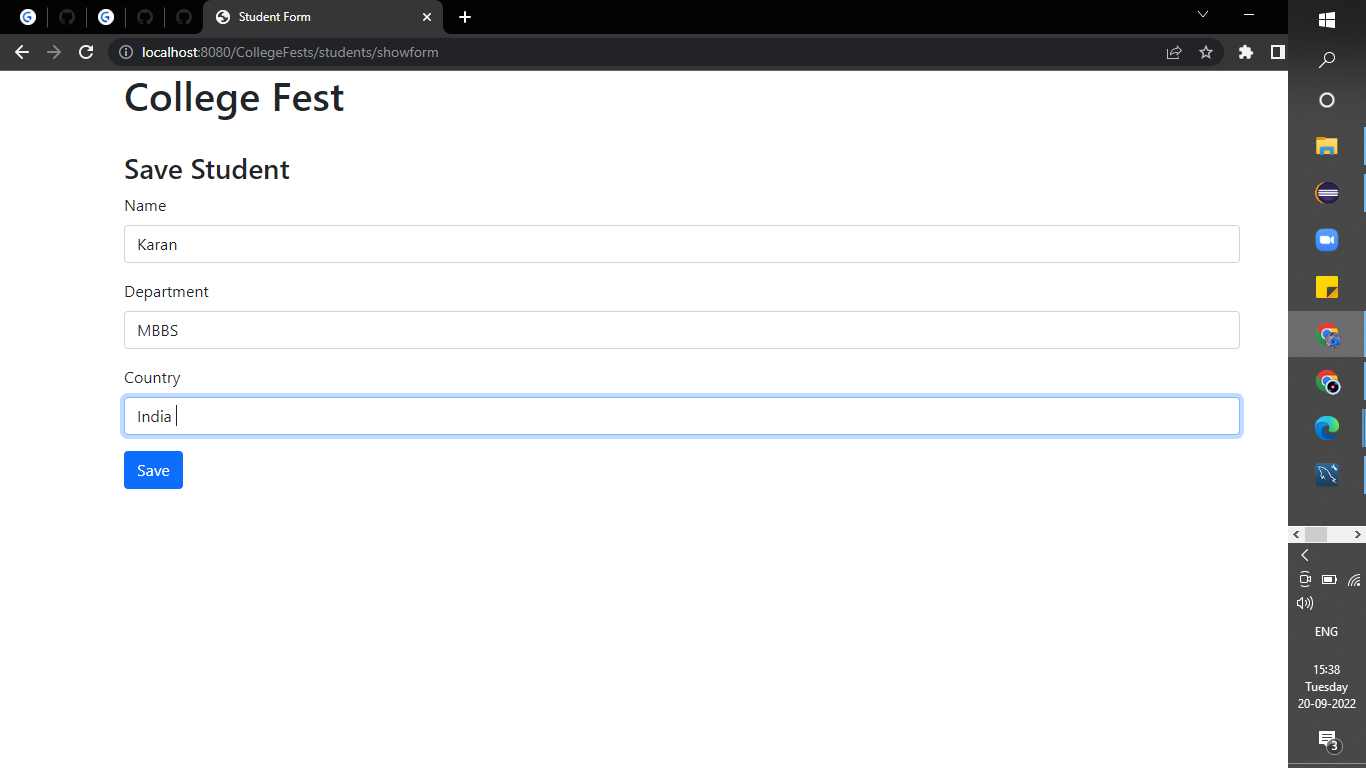 Student Form
localhost:8080/CollegeFests/students/showform
College Fest
Save Student
Name
Karan
Department
MBBS
Country
India
Save
ENG
15:38
Tuesday
20-09-2022
3